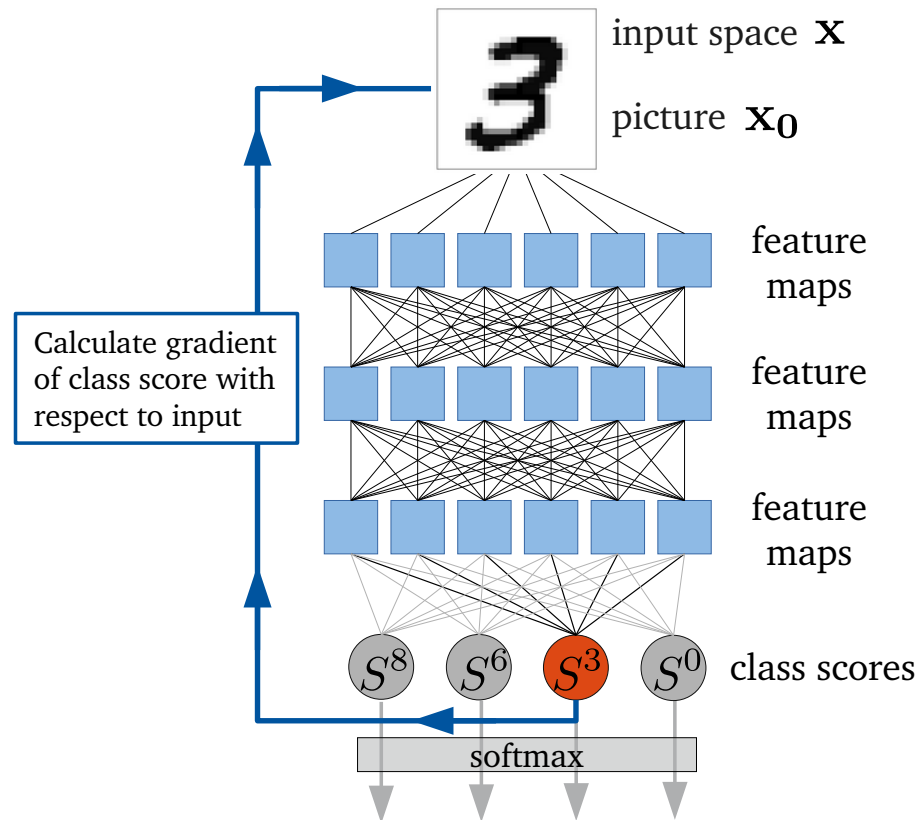 3
input space x
picture x₀
feature
maps
Calculate gradient
of class score with
respect to input
feature
maps
feature
maps
S⁸ S⁶ S³ S⁰ class scores
softmax